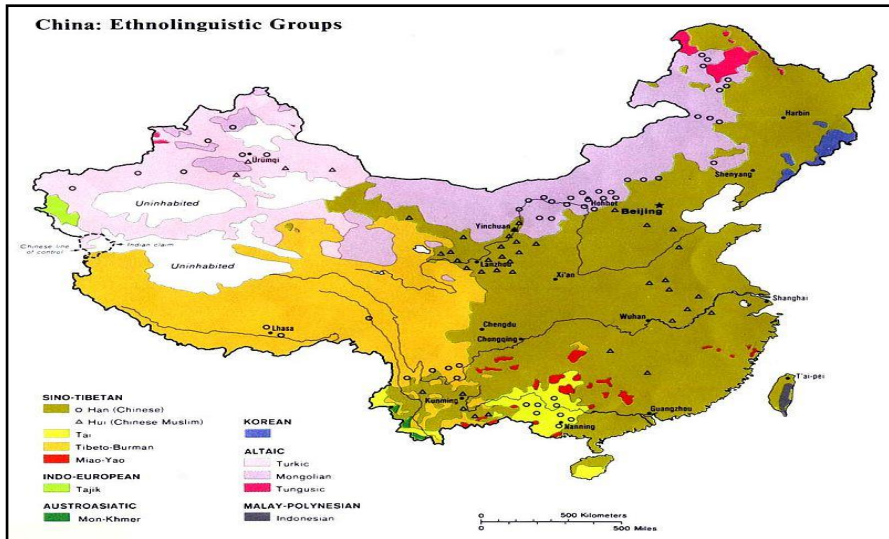 China: Ethnolinguistic Groups
Harbin
Ürümqi
Shenyang
Hohhot
Beijing
Uninhabited
Yinchuan
Chinese line
of control
Indian claim
Lanzhou
Uninhabited
Xi'an
Shanghai
Wuhan
Lhasa
Chengdu
Chongqing
T'ai-pei
Kunming
Guangzhou
Nanning
SINO-TIBETAN
Han (Chinese)
Hui (Chinese Muslim)
Tai
Tibeto-Burman
Miao-Yao
INDO-EUROPEAN
Tajik
AUSTROASIATIC
Mon-Khmer
KOREAN
ALTAIC
Turkic
Mongolian
Tungusic
MALAY-POLYNESIAN
Indonesian
0 500 Kilometers
0 500 Miles